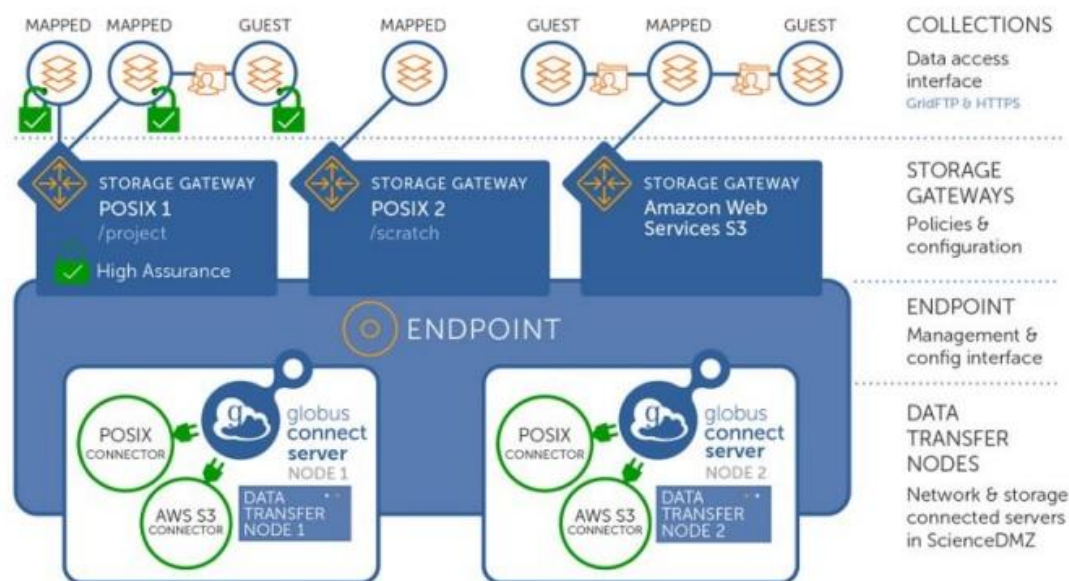 MAPPED
MAPPED
GUEST
MAPPED
GUEST
MAPPED
GUEST
COLLECTIONS
Data access
interface
GridFTP & HTTPS
STORAGE GATEWAY
POSIX 1
/project
High Assurance
STORAGE GATEWAY
POSIX 2
/scratch
STORAGE GATEWAY
Amazon Web
Services S3
STORAGE
GATEWAYS
Policies &
configuration
ENDPOINT
ENDPOINT
Management &
config interface
POSIX
CONNECTOR
AWS S3
CONNECTOR
g
globus
connect
server
NODE 1
DATA
TRANSFER
NODE 1
POSIX
CONNECTOR
AWS S3
CONNECTOR
g
globus
connect
server
NODE 2
DATA
TRANSFER
NODE 2
DATA
TRANSFER
NODES
Network & storage
connected servers
in ScienceDMZ